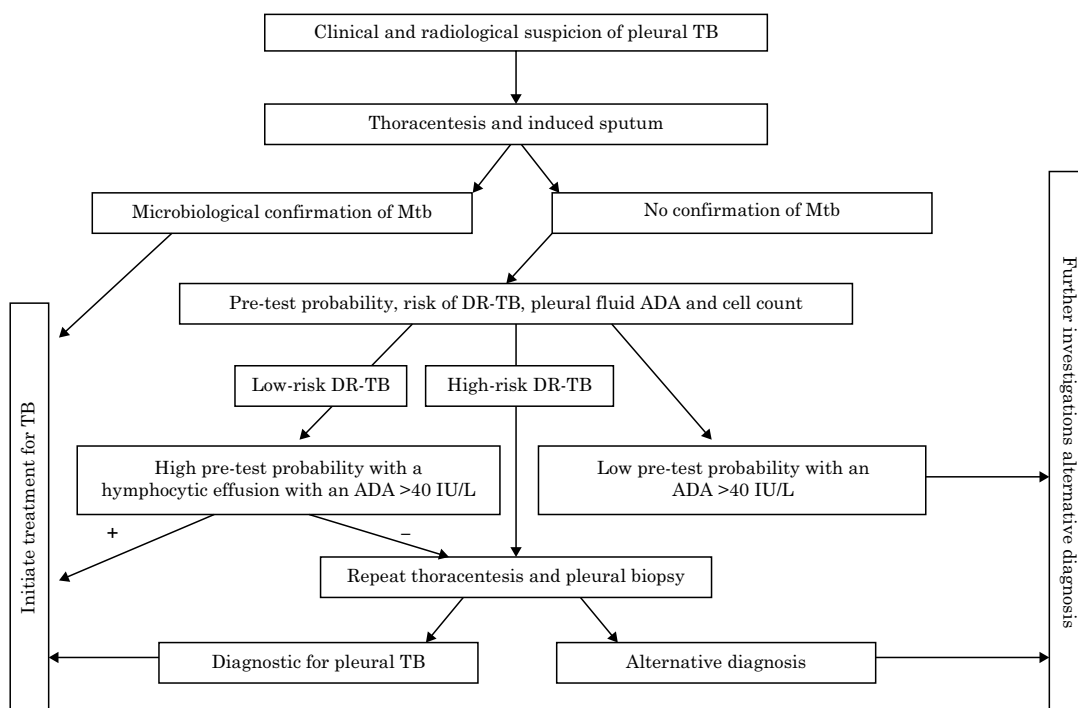 Clinical and radiological suspicion of pleural TB
Thoracentesis and induced sputum
Microbiological confirmation of Mtb
No confirmation of Mtb
Pre-test probability, risk of DR-TB, pleural fluid ADA and cell count
Low-risk DR-TB
High-risk DR-TB
High pre-test probability with a
hymphocytic effusion with an ADA >40 IU/L
Low pre-test probability with an
ADA >40 IU/L
+
–
Repeat thoracentesis and pleural biopsy
Diagnostic for pleural TB
Alternative diagnosis
Initiate treatment for TB
Further investigations alternative diagnosis